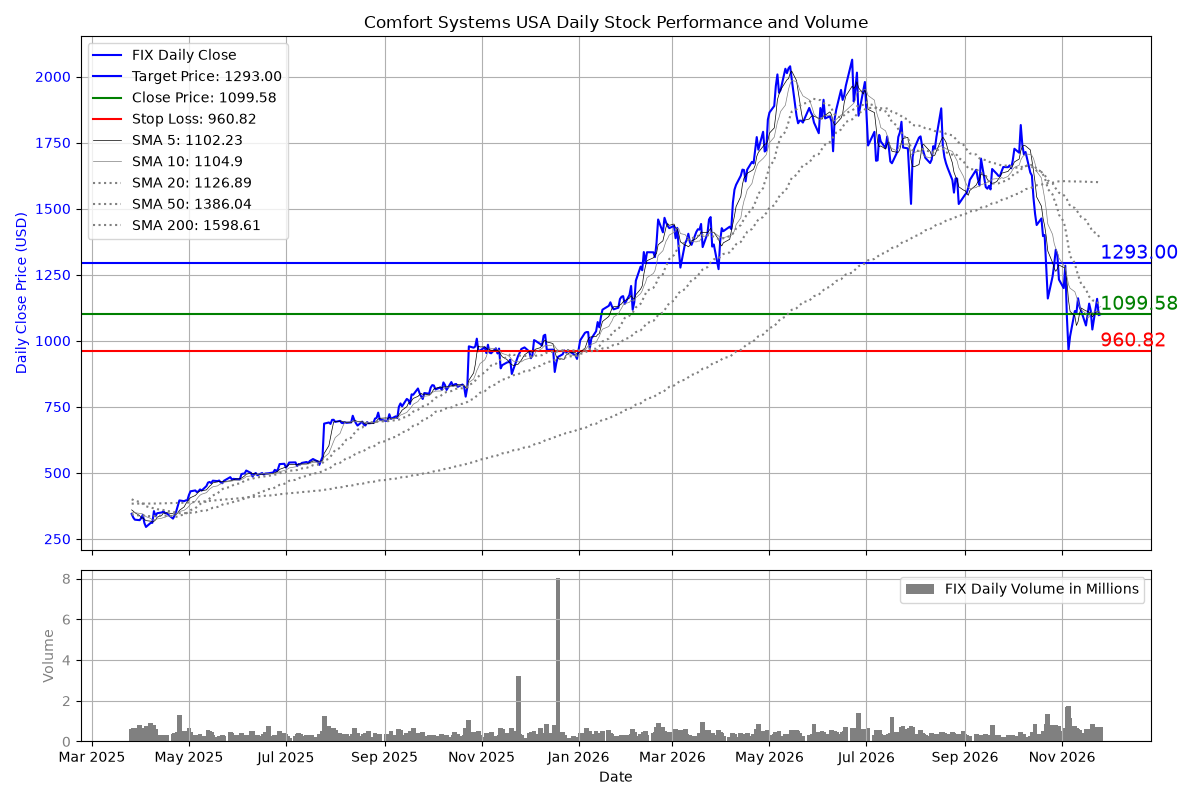 Comfort Systems USA Daily Stock Performance and Volume
FIX Daily Close
Target Price: 1293.00
Close Price: 1099.58
Stop Loss: 960.82
SMA 5: 1102.23
SMA 10: 1104.9
SMA 20: 1126.89
SMA 50: 1386.04
SMA 200: 1598.61
2000
1750
1500
1250
1000
750
500
250
Daily Close Price (USD)
1293.00
1099.58
960.82
FIX Daily Volume in Millions
8
6
4
2
0
Volume
Mar 2025 May 2025 Jul 2025 Sep 2025 Nov 2025 Jan 2026 Mar 2026 May 2026 Jul 2026 Sep 2026 Nov 2026
Date